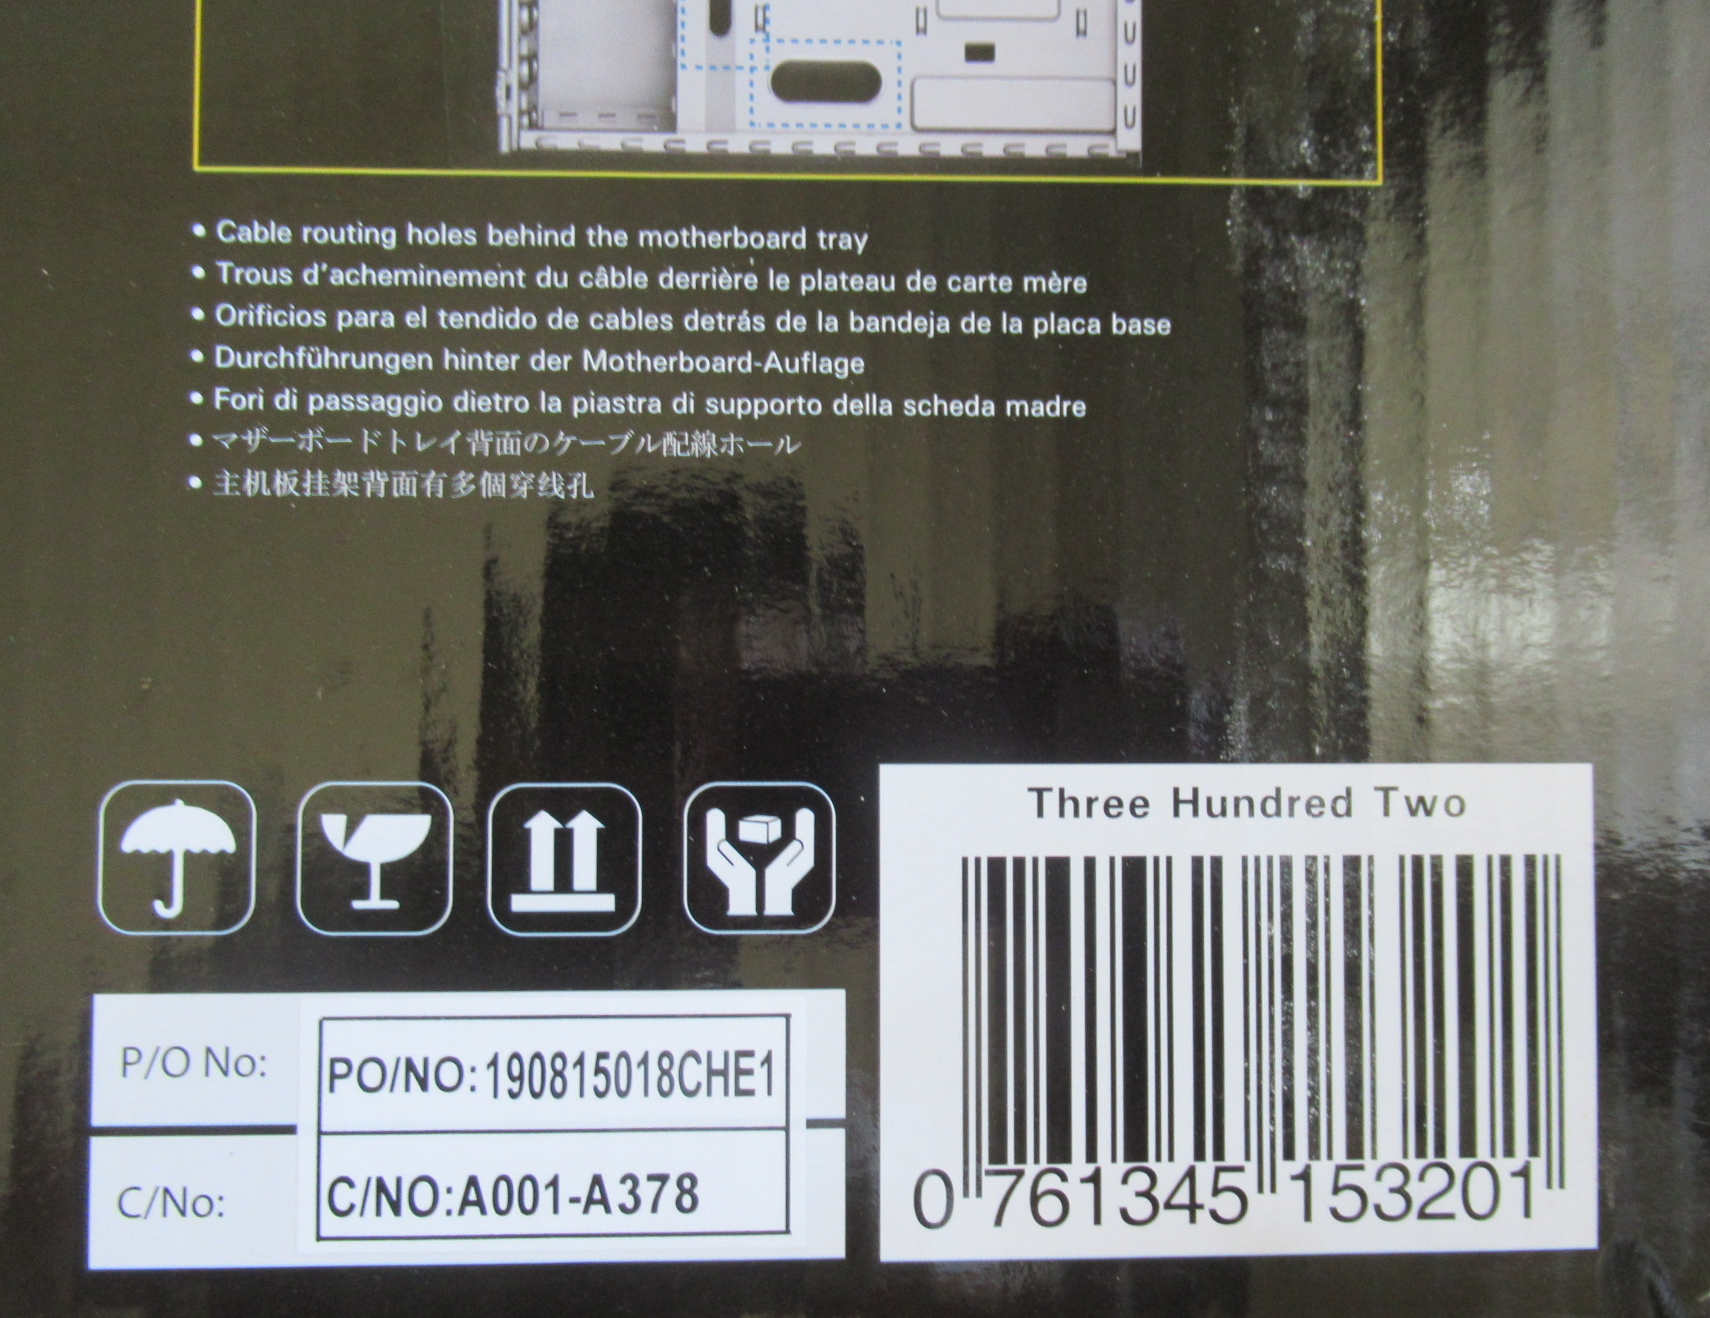 • Cable routing holes behind the motherboard tray
• Trous d'acheminement du câble derrière le plateau de carte mère
• Orificios para el tendido de cables detrás de la bandeja de la placa base
• Durchführungen hinter der Motherboard-Auflage
• Fori di passaggio dietro la piastra di supporto della scheda madre
• マザーボードトレイ背面のケーブル配線ホール
• 主机板挂架背面有多個穿线孔
Three Hundred Two
0 761345 153201
P/O No:
PO/NO:190815018CHE1
C/No:
C/NO:A001-A378